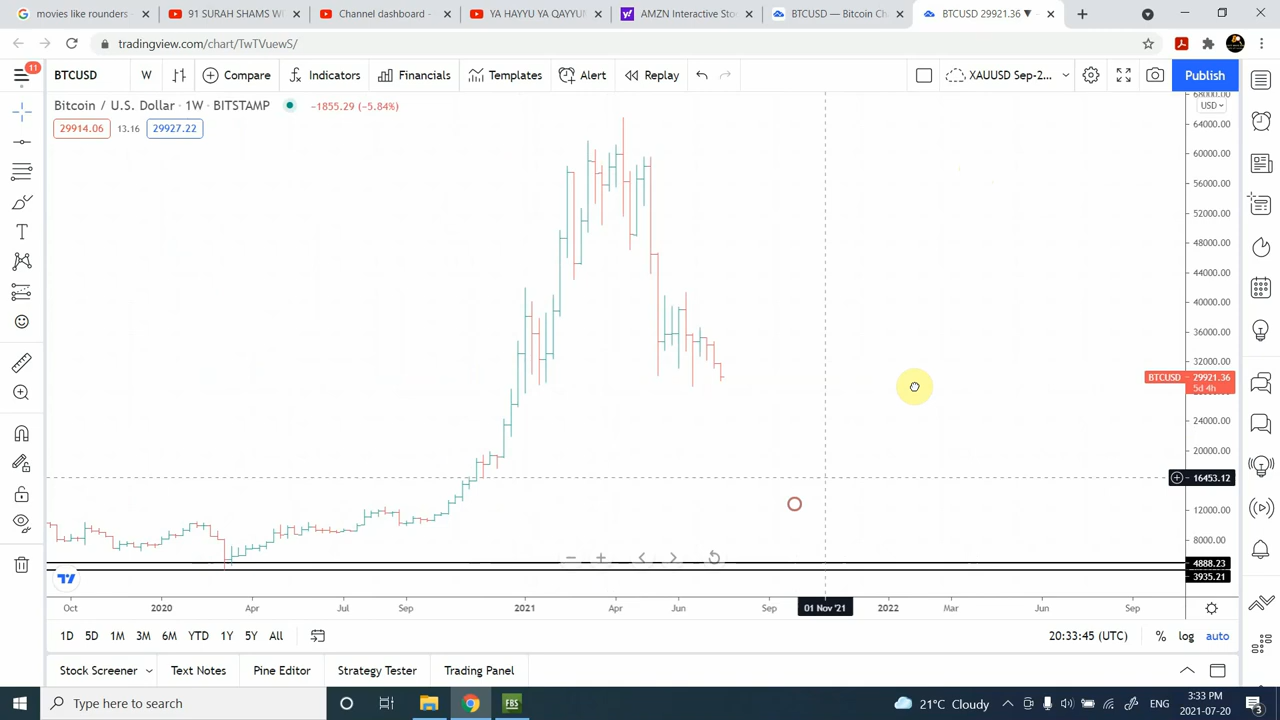 movies like rounders
91 SURAH SHAMS W
Channel dashboard -
YA HAYYU YA QAYYU
AMZN Interactive Stoc
BTCUSD — Bitcoin Ch
BTCUSD 29921.36 ▼
tradingview.com/chart/TwTVuewS/
11
BTCUSD
W
Compare
Indicators
Financials
Templates
Alert
Replay
XAUUSD Sep-2...
Publish
Bitcoin / U.S. Dollar · 1W · BITSTAMP
−1855.29 (−5.84%)
29914.06
13.16
29927.22
68000.00
USD
64000.00
60000.00
56000.00
52000.00
48000.00
44000.00
40000.00
36000.00
32000.00
BTCUSD
29921.36
5d 4h
24000.00
20000.00
16453.12
12000.00
8000.00
4888.23
3935.21
Oct
2020
Apr
Jul
Sep
2021
Apr
Jun
Sep
01 Nov '21
2022
Mar
Jun
Sep
1D
5D
1M
3M
6M
YTD
1Y
5Y
All
20:33:45 (UTC)
%
log
auto
Stock Screener
Text Notes
Pine Editor
Strategy Tester
Trading Panel
Type here to search
FBS
21°C Cloudy
ENG
3:33 PM
2021-07-20
3